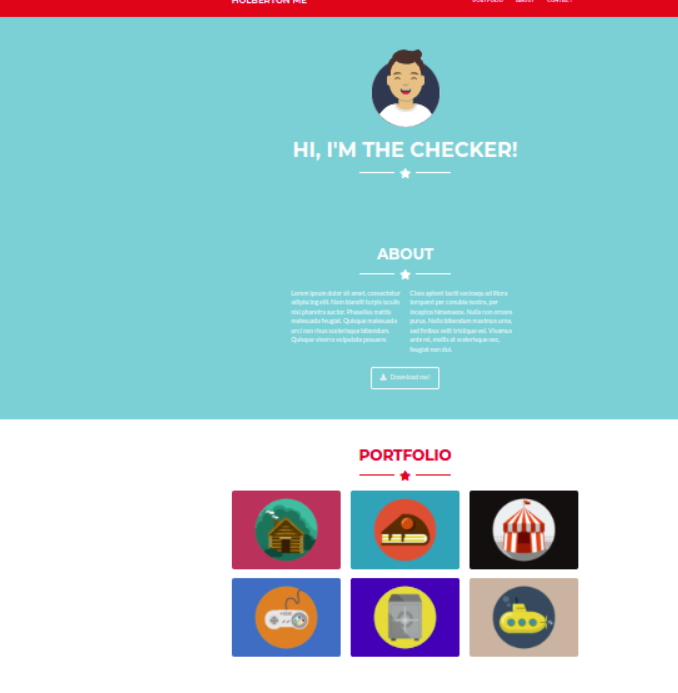 HOLBERTON ME
PORTFOLIO ABOUT CONTACT
HI, I'M THE CHECKER!
ABOUT
Lorem ipsum dolor sit amet, consectetur
adipiscing elit. Nam blandit turpis iaculis
nisl pharetra auctor. Phasellus mattis
malesuada feugiat. Quisque malesuada
orci non risus scelerisque bibendum.
Quisque viverra vulputate posuere.
Class aptent taciti sociosqu ad litora
torquent per conubia nostra, per
inceptos himenaeos. Nulla non ornare
purus. Nulla bibendum maximus urna,
sed finibus velit tristique vel. Vivamus
ante mi, mollis at scelerisque nec,
feugiat non dui.
Download me!
PORTFOLIO